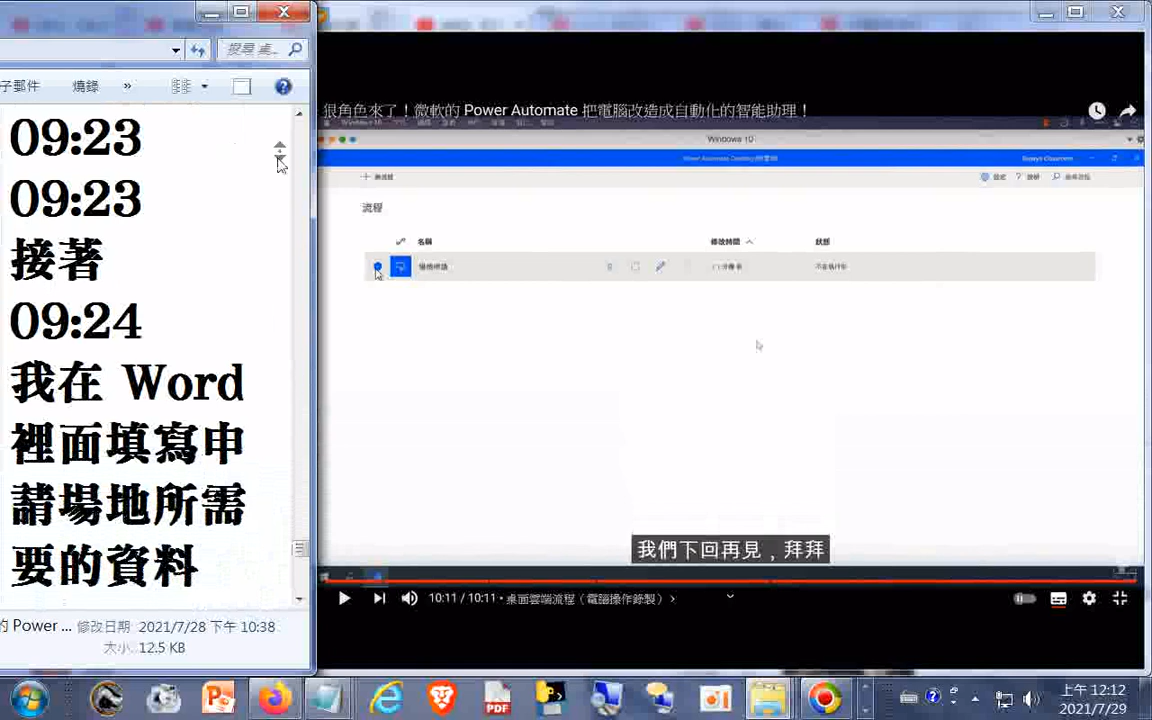 搜尋 桌...
子郵件 燒錄 »
09:23
09:23
接著
09:24
我在 Word
裡面填寫申
請場地所需
要的資料
的 Power ... 修改日期: 2021/7/28 下午 10:38
大小: 12.5 KB
狠角色來了！微軟的 Power Automate 把電腦改造成自動化的智能助理！
Windows 10
流程
名稱 修改時間 狀態
我們下回再見，拜拜
10:11 / 10:11 • 桌面雲端流程（電腦操作錄製）
PDF
上午 12:12
2021/7/29